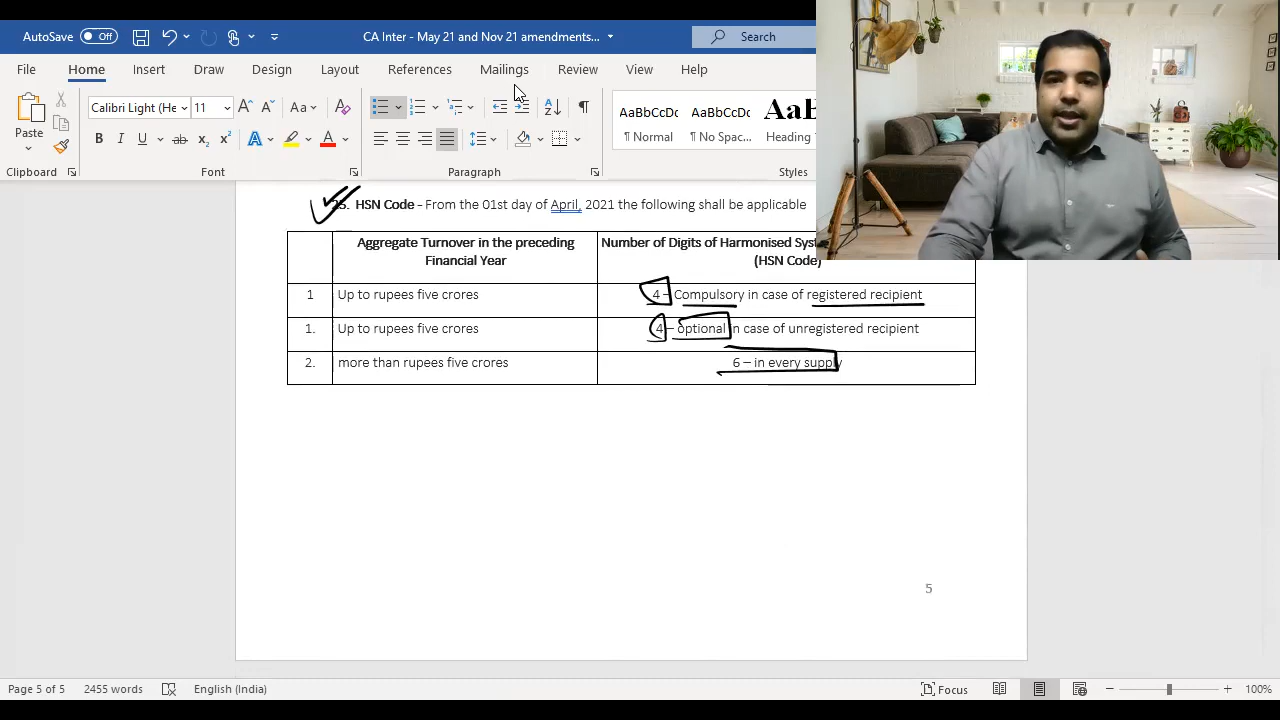 AutoSave Off CA Inter - May 21 and Nov 21 amendments... Search
File Home Insert Draw Design Layout References Mailings Review View Help
Paste Calibri Light (He 11 Aa AaBbCcDc AaBbCcDc AaB
¶ Normal ¶ No Spac... Heading
Clipboard Font Paragraph Styles
25. HSN Code - From the 01st day of April, 2021 the following shall be applicable
Aggregate Turnover in the preceding Number of Digits of Harmonised Syst
Financial Year (HSN Code)
1 Up to rupees five crores 4 – Compulsory in case of registered recipient
1. Up to rupees five crores 4 – optional in case of unregistered recipient
2. more than rupees five crores 6 – in every supply
5
Page 5 of 5 2455 words English (India) Focus 100%